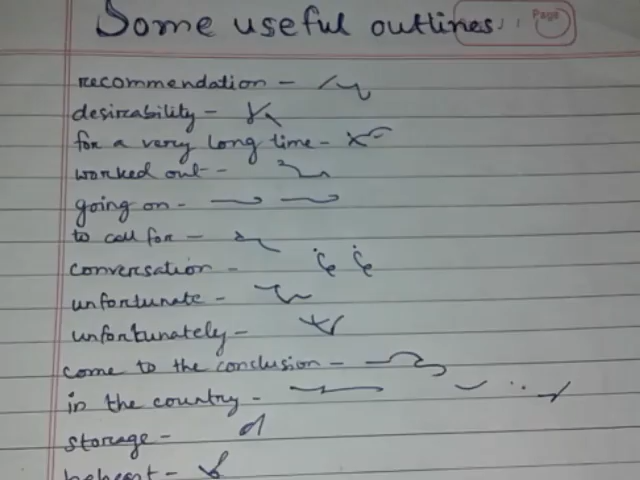 Some useful outlines.
Page
recommendation -
desireability -
for a very long time -
worked out -
going on -
to call for -
conversation -
unfortunate -
unfortunately -
come to the conclusion -
in the country -
storage -